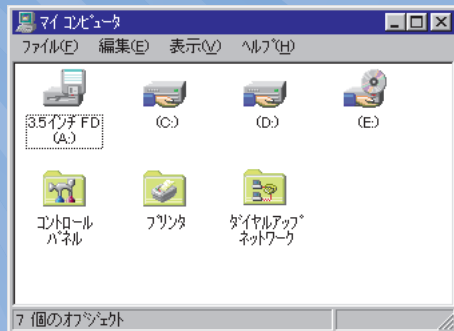 マイ コンピュータ
ファイル(F) 編集(E) 表示(V) ヘルプ(H)
3.5インチ FD
(A:)
(C:)
(D:)
(E:)
コントロール
パネル
プリンタ
ダイヤルアップ
ネットワーク
7 個のオブジェクト